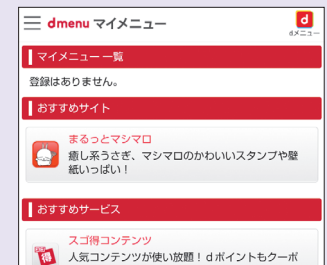 dmenu マイメニュー
d
dメニュー
マイメニュー 一覧
登録はありません。
おすすめサイト
まるっとマシマロ
癒し系うさぎ、マシマロのかわいいスタンプや壁
紙いっぱい！
おすすめサービス
スゴ得コンテンツ
人気コンテンツが使い放題！dポイントもクーポ